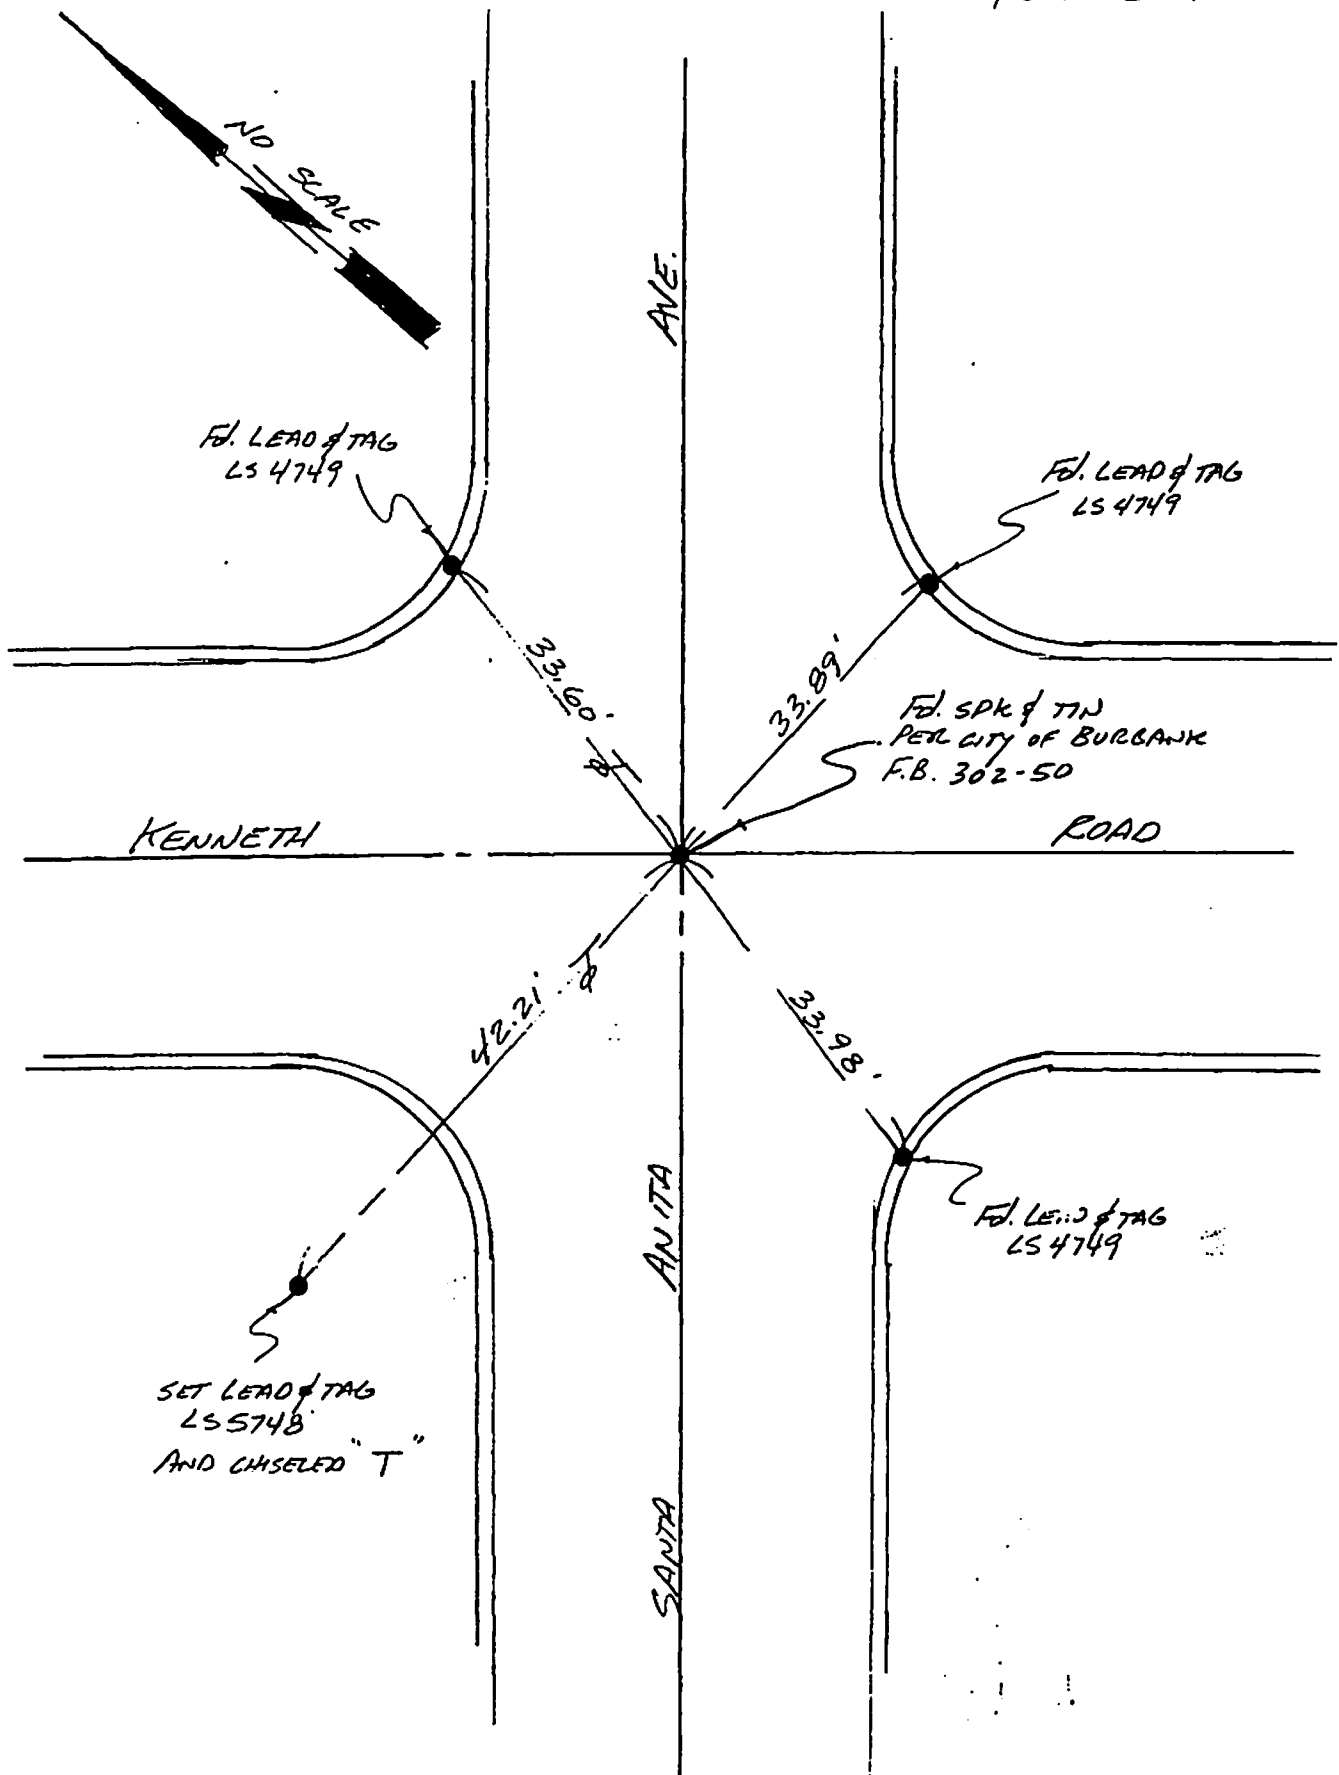 NO
SCALE
AVE.
Fd. LEAD & TAG
LS 4749
Fd. LEAD & TAG
LS 4749
33.60'
33.89'
Fd. SPK & TIN
PER CITY OF BURBANK
F.B. 302-50
KENNETH
ROAD
42.21'
33.98'
ANITA
Fd. & TAG
LS 4749
SET LEAD & TAG
LS 5748
AND CHISELED "T"
SANTA